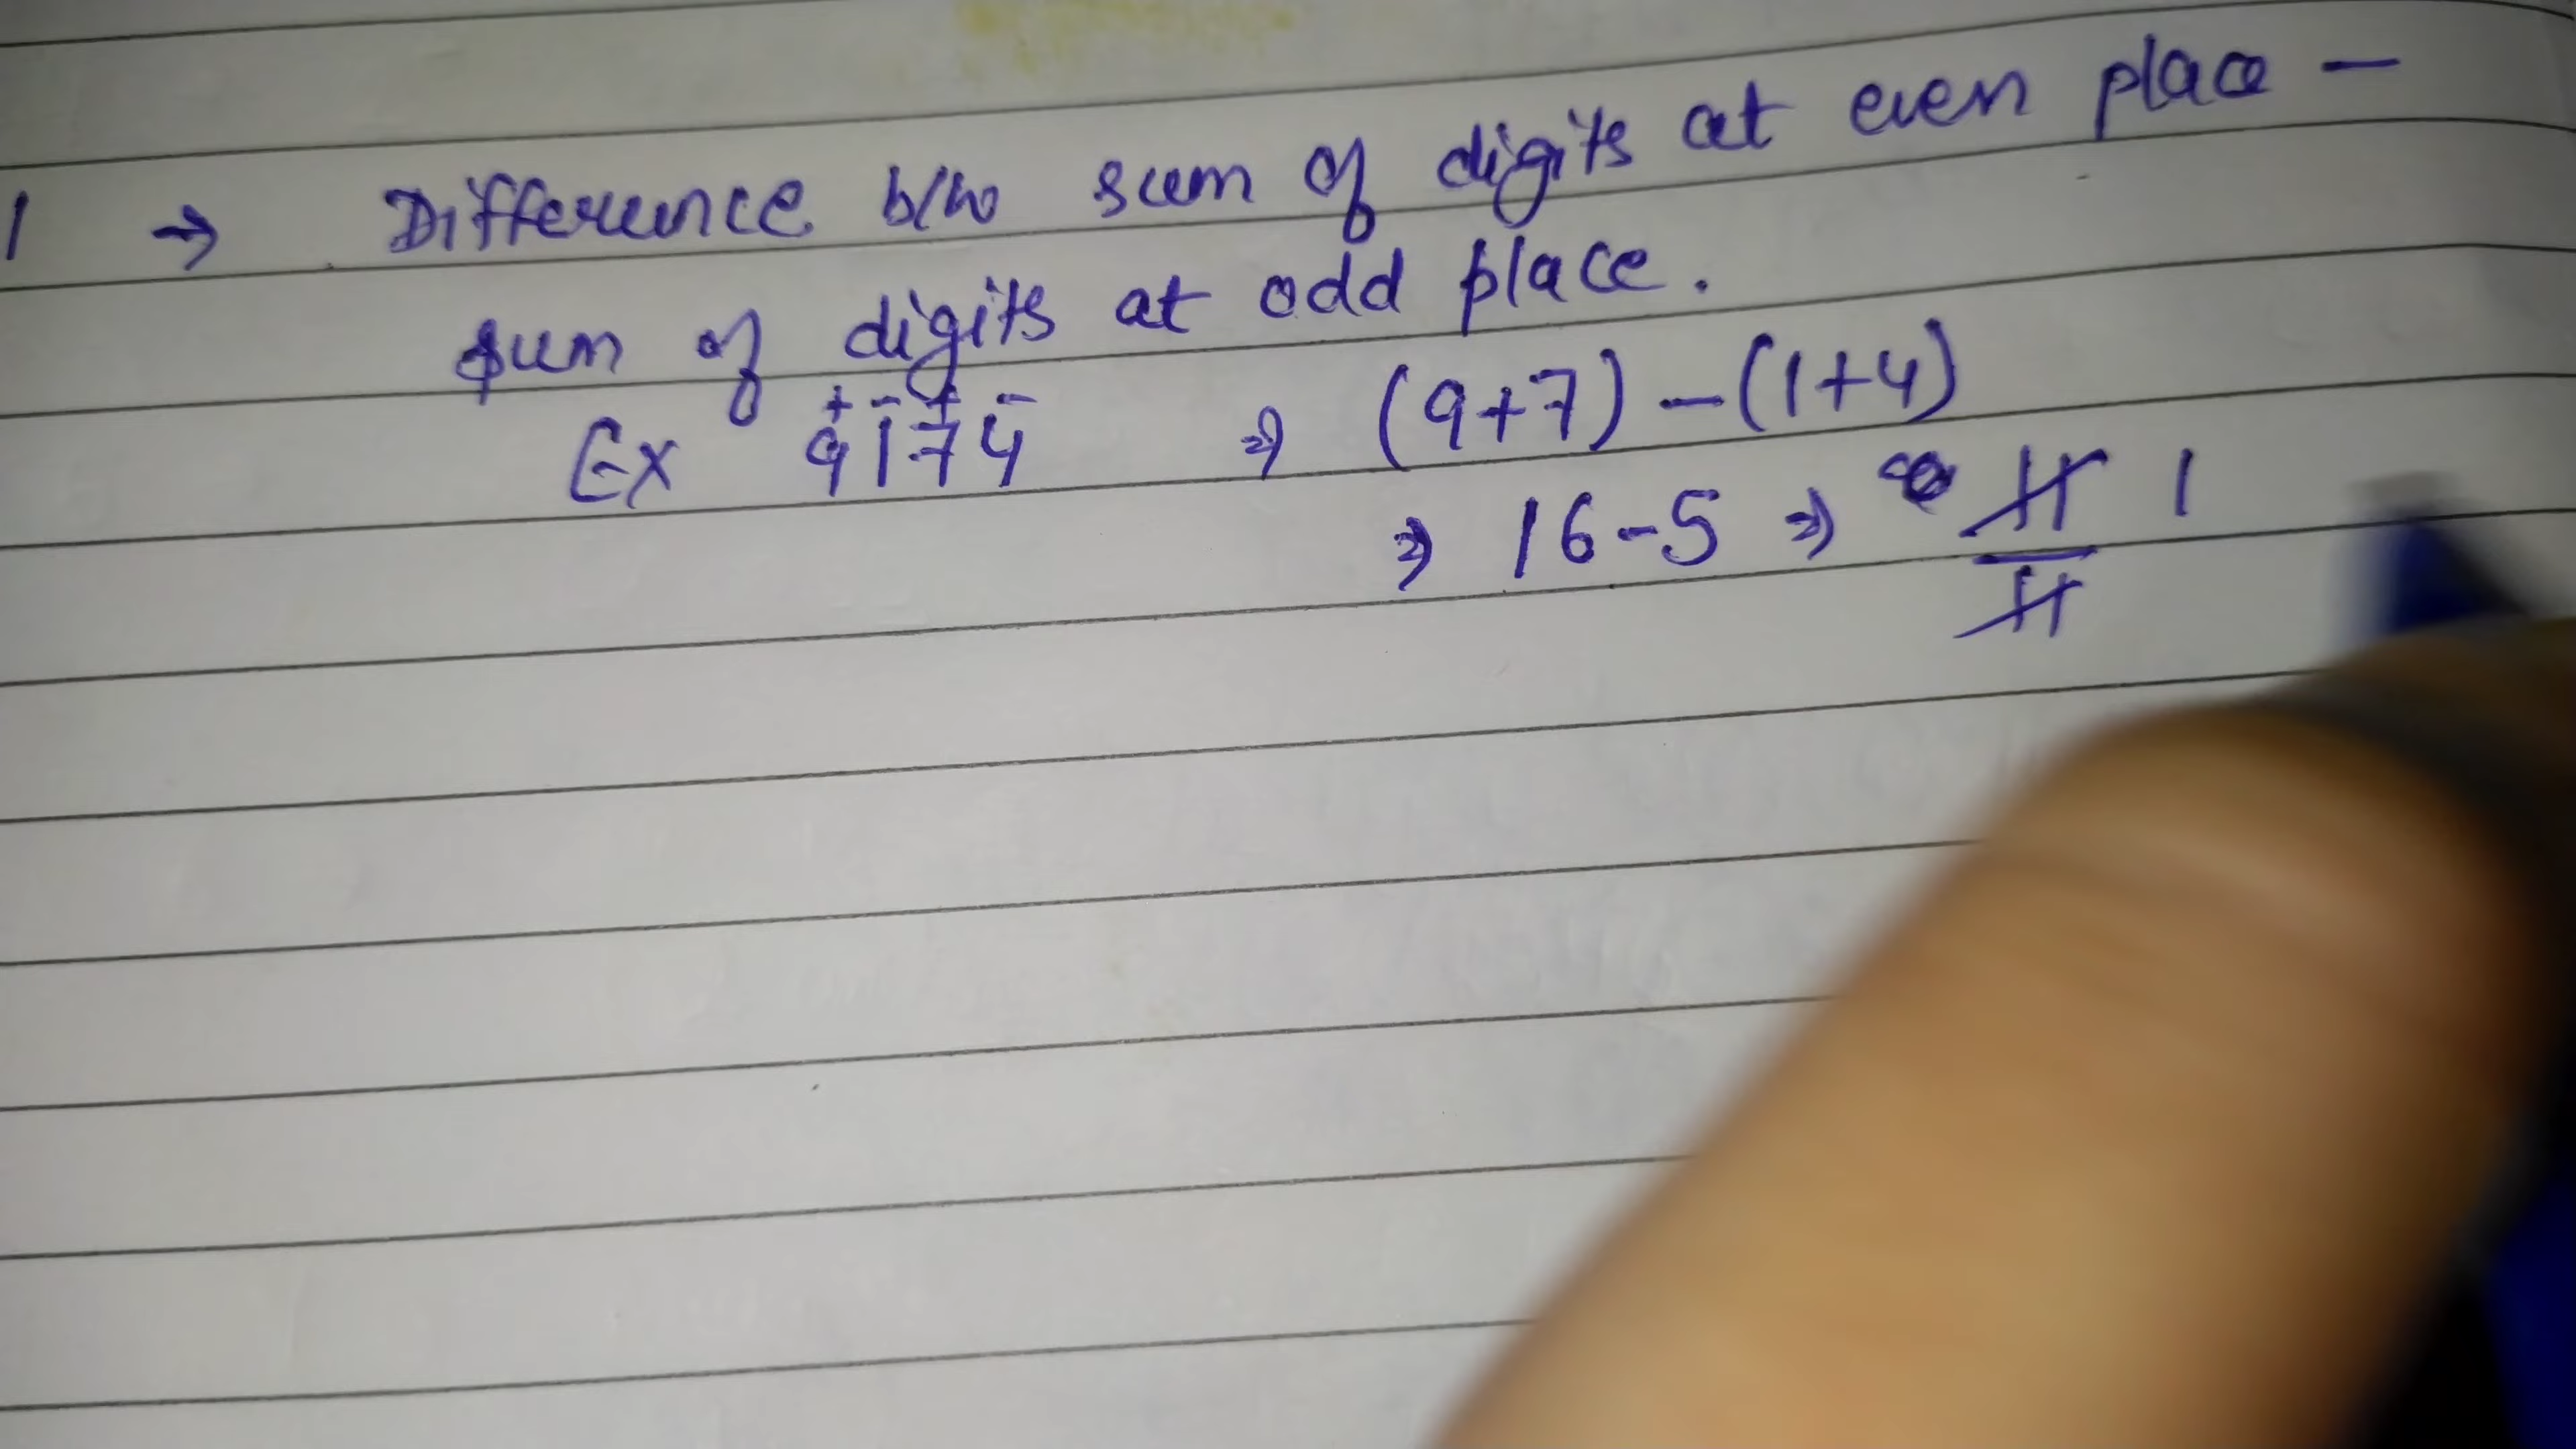 1 → Difference b/w sum of digits at even place −
sum of digits at odd place.
+ − + −
Ex 9174 ⇒ (9+7) − (1+4)
⇒ 16−5 ⇒ 11 1
11